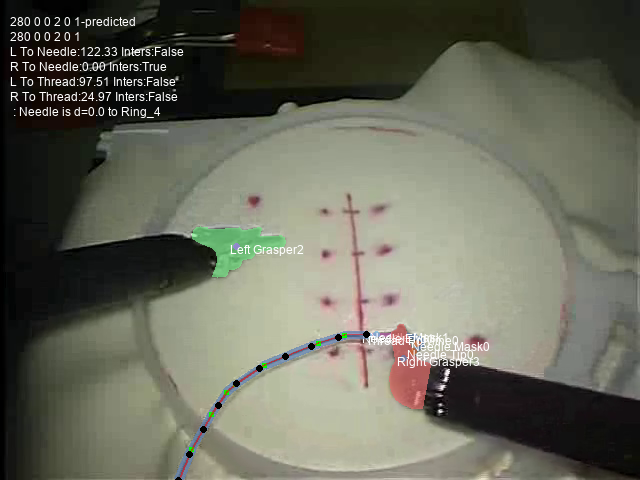 280 0 0 2 0 1-predicted
280 0 0 2 0 1
L To Needle:122.33 Inters:False
R To Needle:0.00 Inters:True
L To Thread:97.51 Inters:False
R To Thread:24.97 Inters:False
: Needle is d=0.0 to Ring_4
Left Grasper2
Needle Mask0
Needle Tip0
Right Grasper3